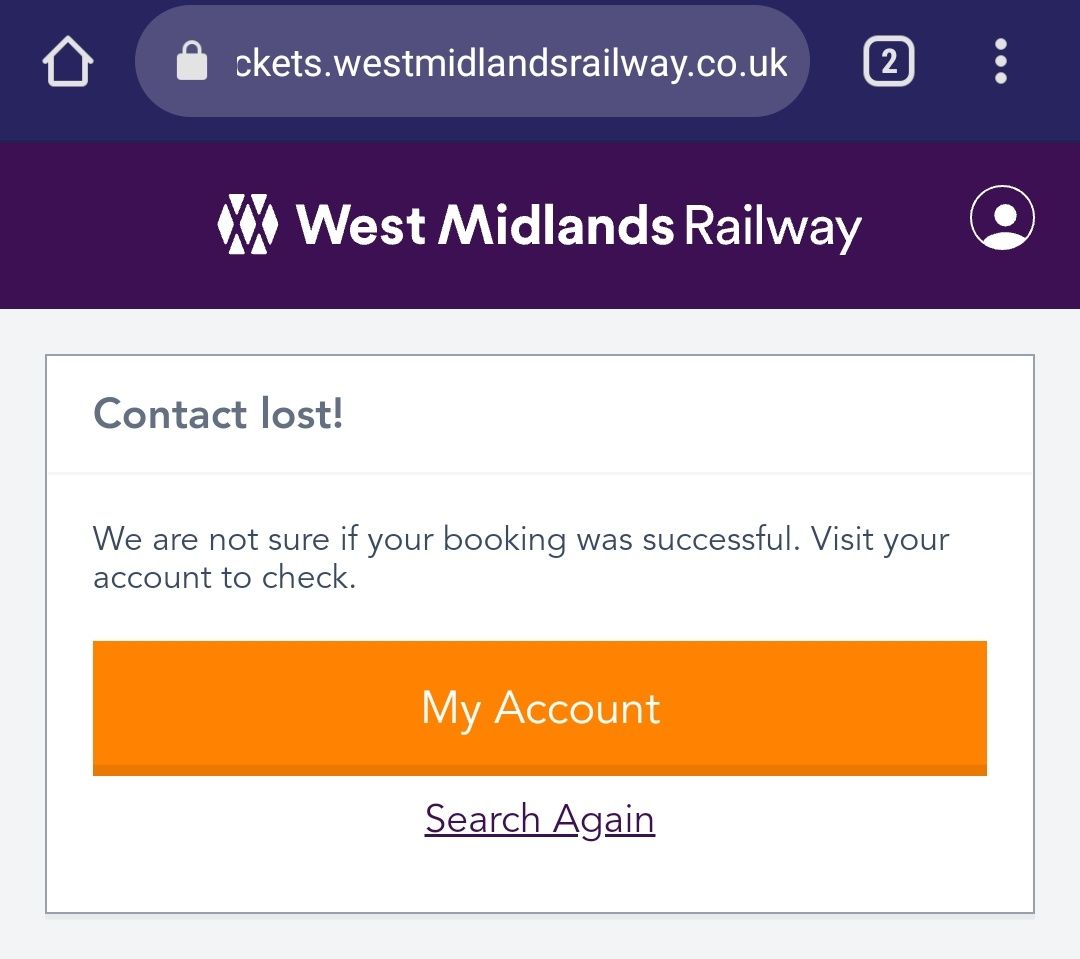 ckets.westmidlandsrailway.co.uk
2
West Midlands Railway
Contact lost!
We are not sure if your booking was successful. Visit your
account to check.
My Account
Search Again